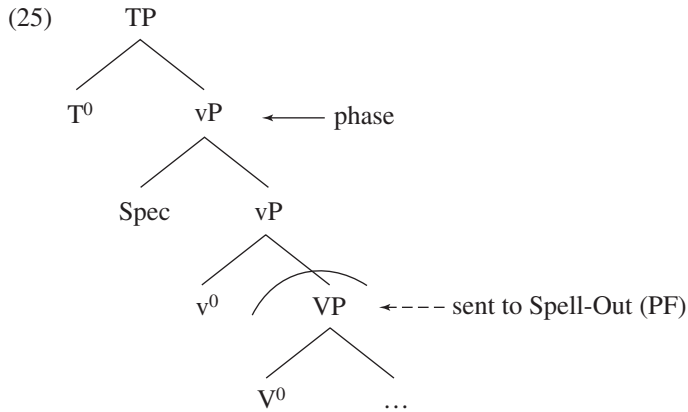 (25) TP
T⁰ vP phase
Spec vP
v⁰ VP sent to Spell-Out (PF)
V⁰ …